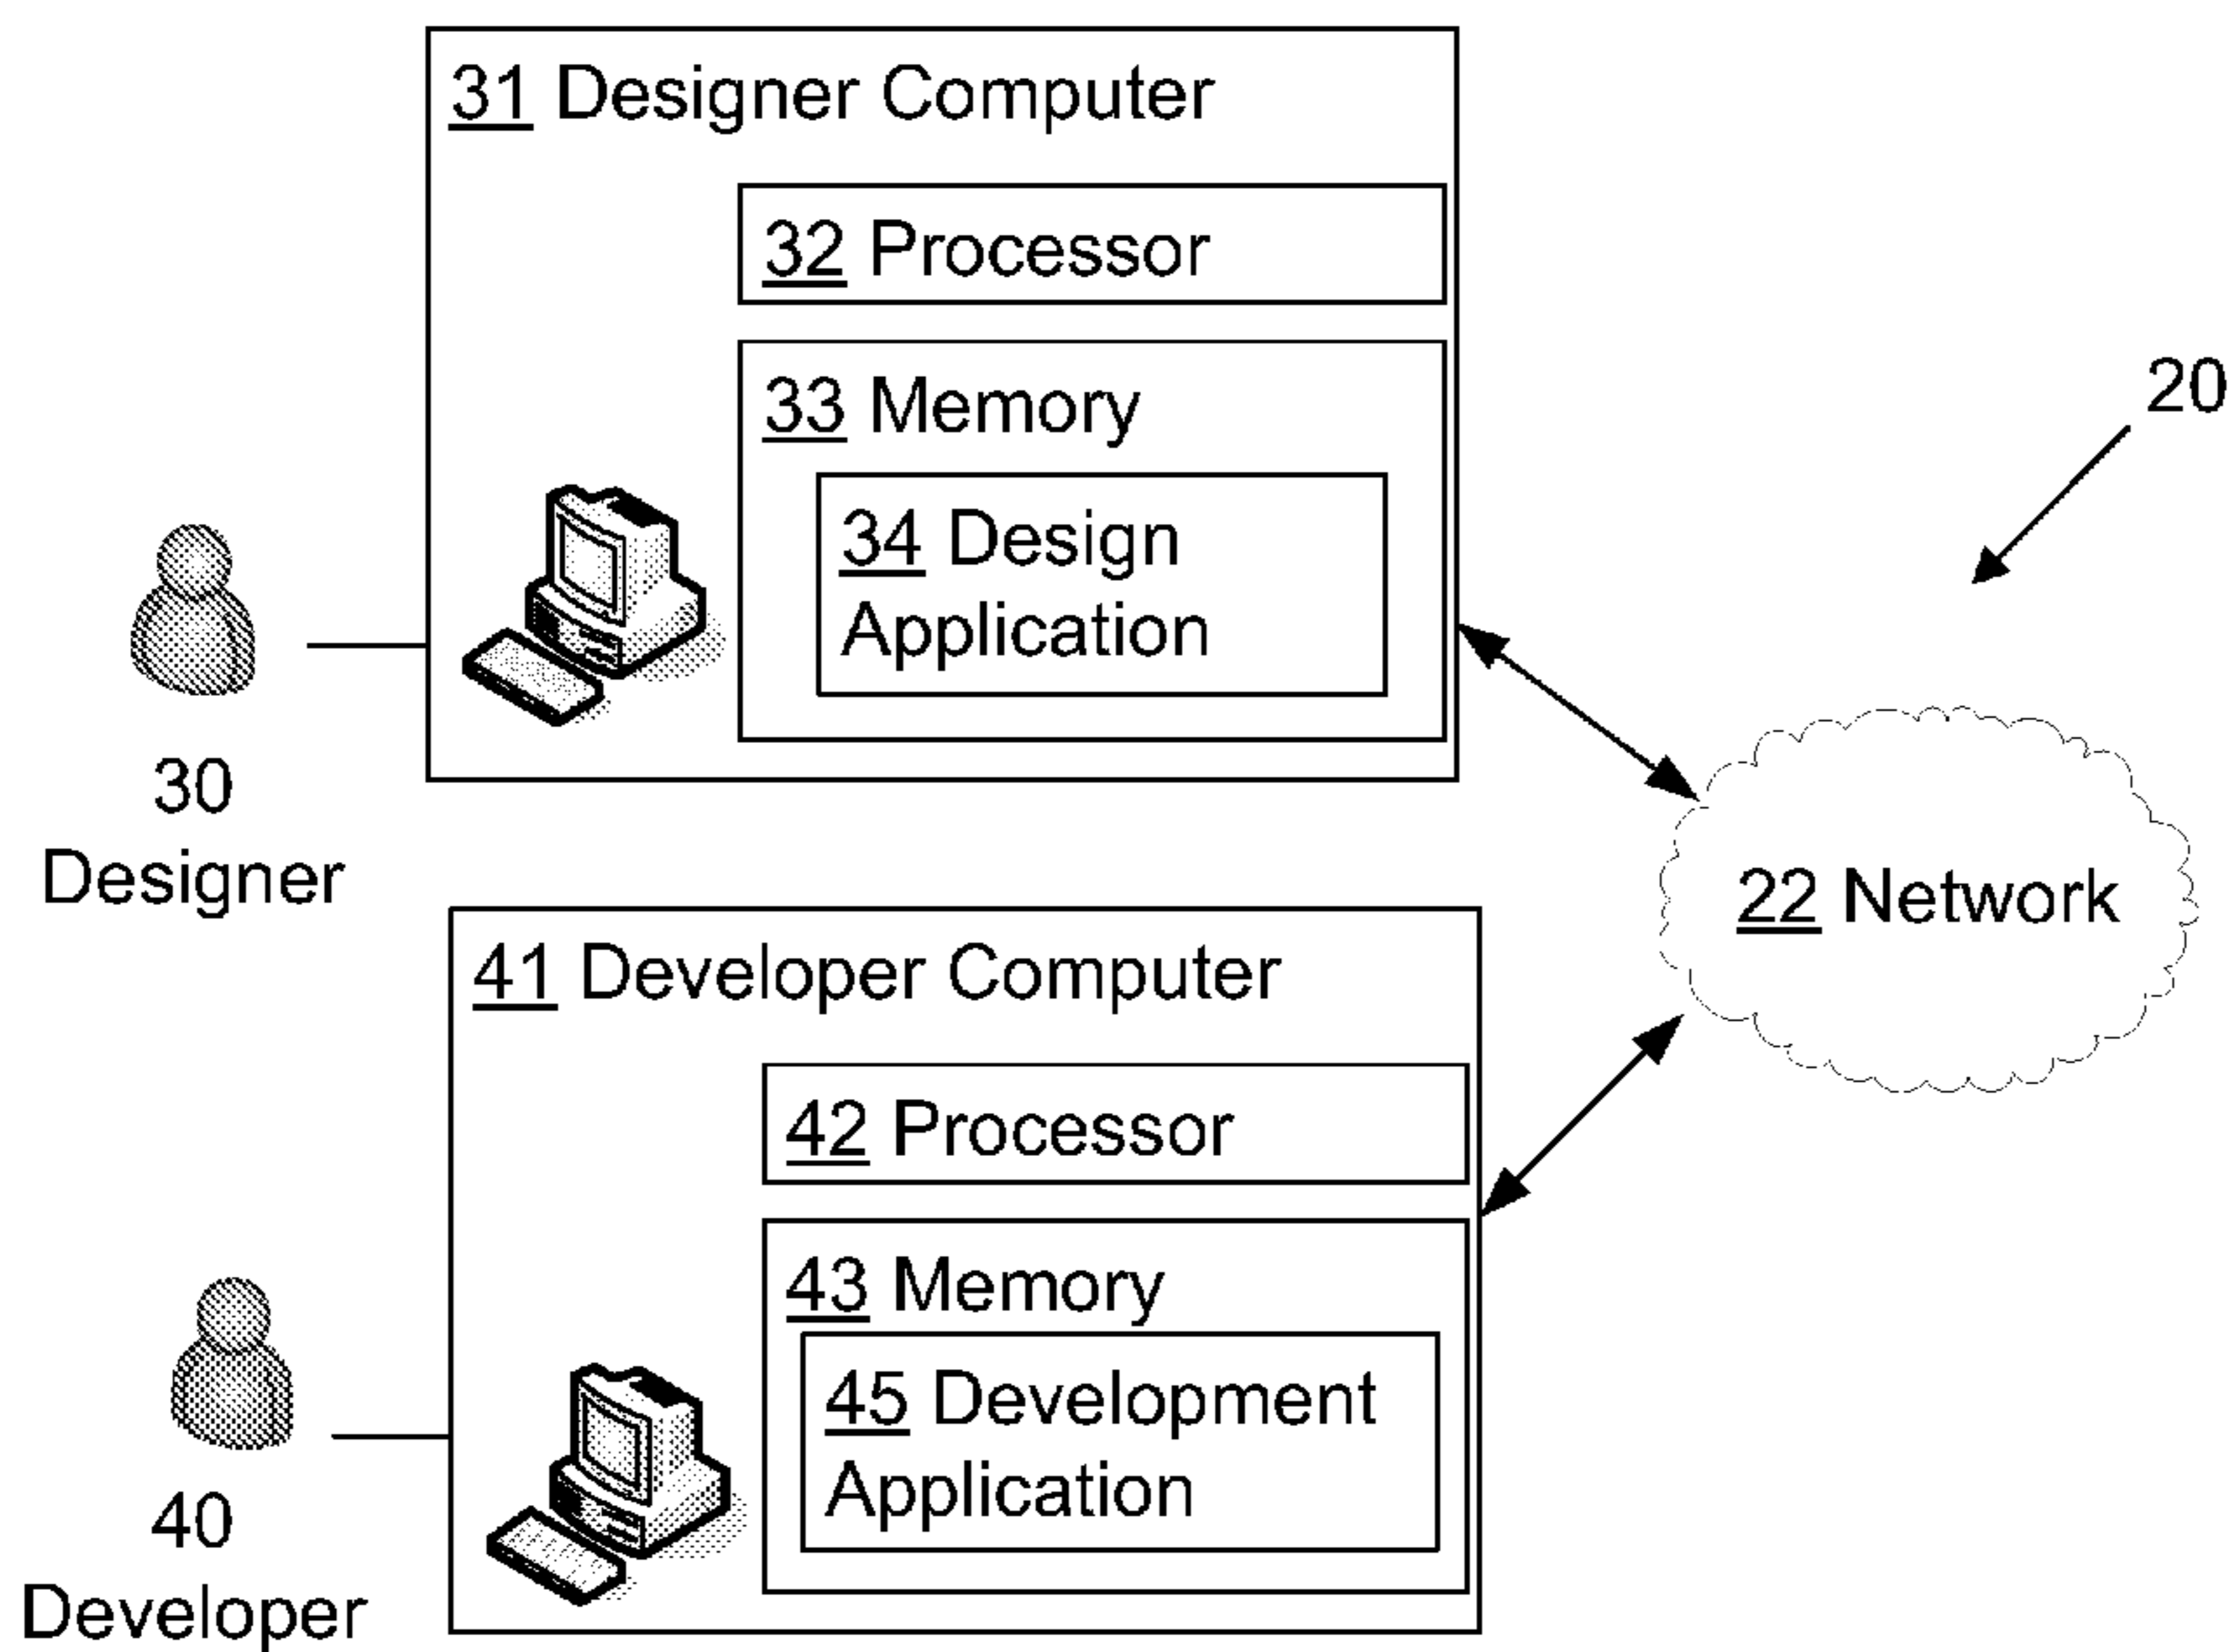 31 Designer Computer
32 Processor
33 Memory
34 Design
Application
30
Designer
20
22 Network
41 Developer Computer
42 Processor
43 Memory
45 Development
Application
40
Developer